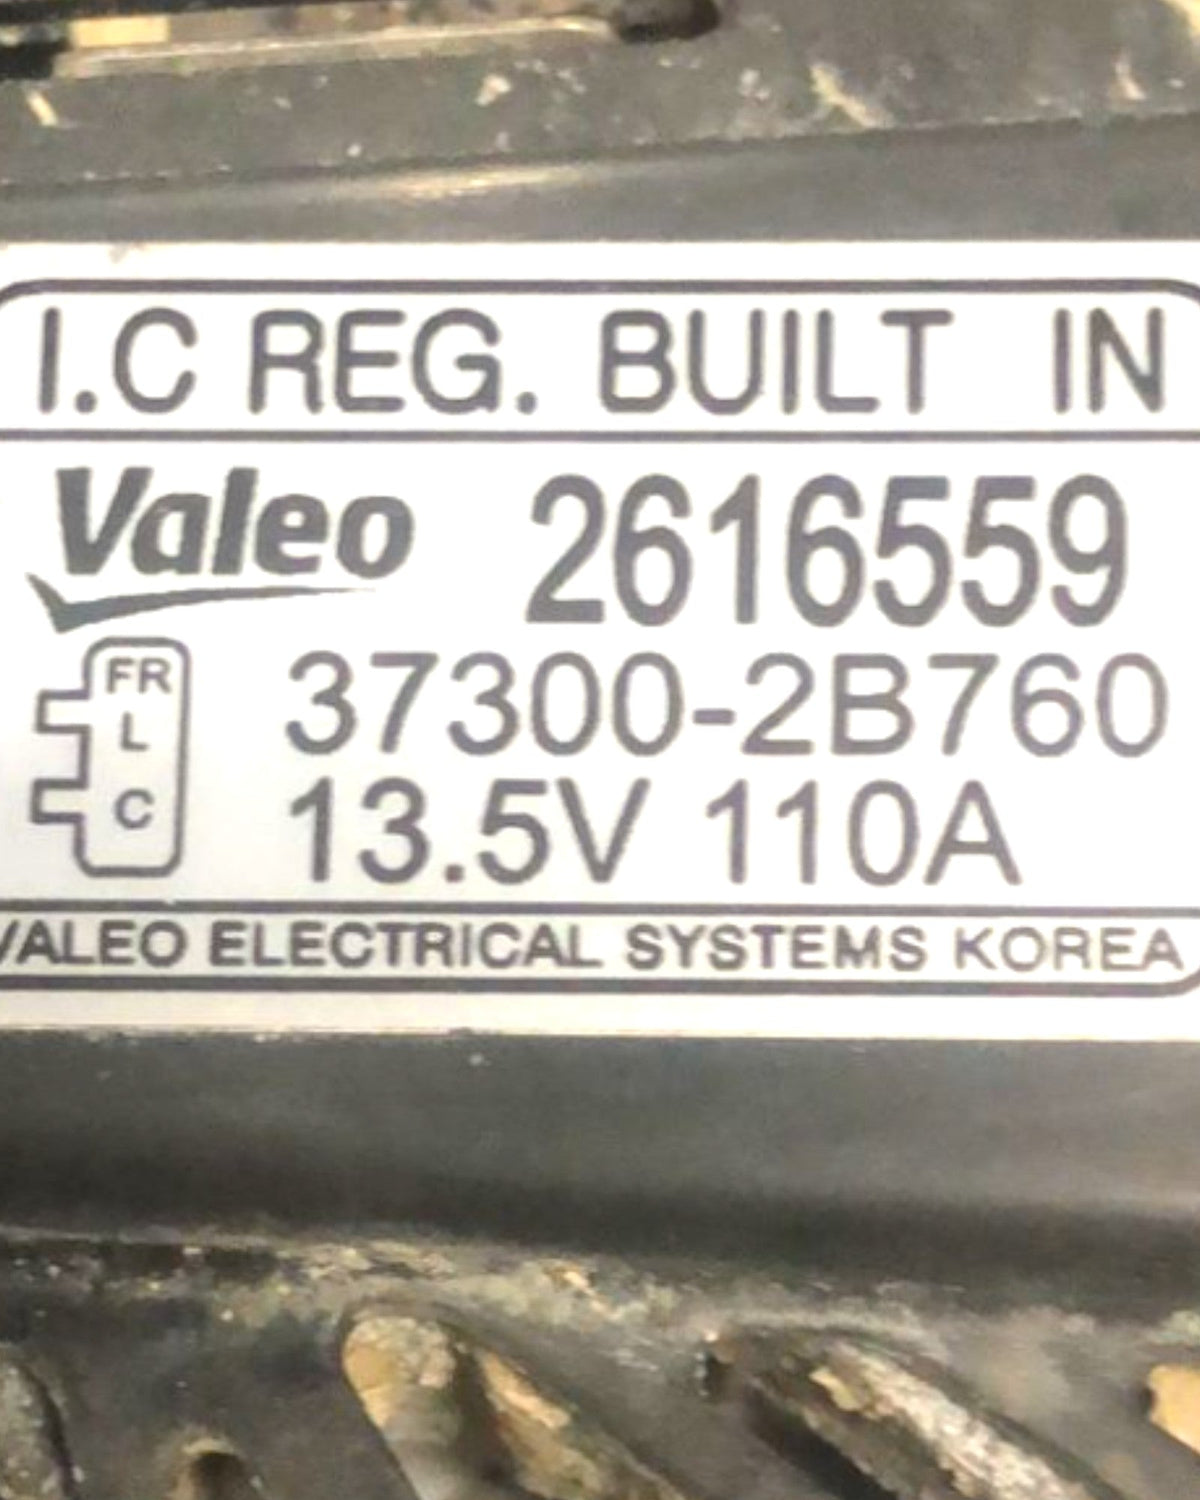 I.C REG. BUILT IN
Valeo 2616559
FR
L
C
37300-2B760
13.5V 110A
VALEO ELECTRICAL SYSTEMS KOREA